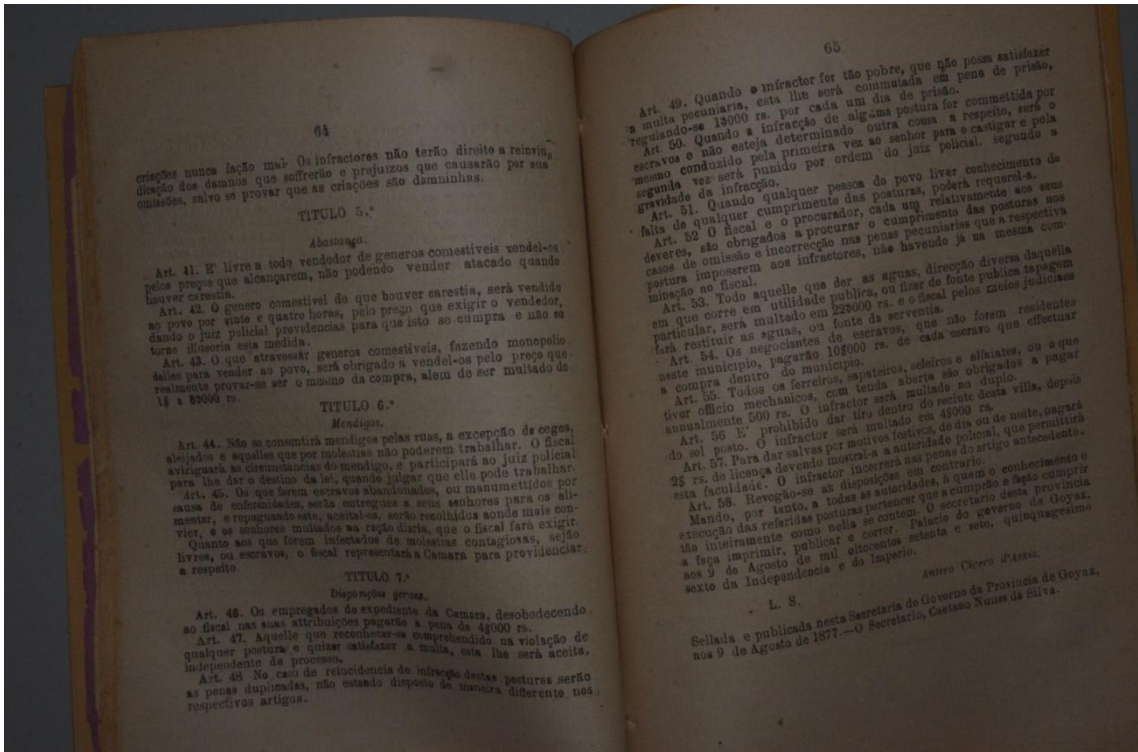 64
criações nunca fação mal. Os infractores não terão direito a reinvin-
dicação dos damnos que soffrerão e prejuizos que causarão por sua
omissões, salvo se provar que as criações são damninhas.
TITULO 5.º
Abastança.
Art. 41. E' livre a todo vendedor de generos comestiveis vendel-os
pelos preços que alcançarem, não podendo vender atacado quando
houver carestia.
Art. 42. O genero comestivel de que houver carestia, será vendido
ao povo por vinte e quatro horas, pelo preço que exigir o vendedor,
dando o juiz policial providencias para que isto se cumpra e não se
torne illusoria esta medida.
Art. 43. O que atravessar generos comestiveis, fazendo monopolio
delles para vender ao povo, será obrigado a vendel-os pelo preço que
realmente provar-se ser o mesmo da compra, alem de ser multado de
1$ a 8$000 rs.
TITULO 6.º
Mendigos.
Art. 44. Não se consentirá mendigos pelas ruas, a excepção de cegos,
aleijados e aquelles que por molestias não poderem trabalhar. O fiscal
aviriguará as circunstancias do mendigo, e participará ao juiz policial
para lhe dar o destino da lei, quando julgar que elle pode trabalhar.
Art. 45. Os que forem escravos abandonados, ou manumettidos por
causa de enfermidades, serão entregues a seus senhores para os ali-
mentar, e repugnando este, aceital-os, serão recolhidos aonde mais con-
vier, e os senhores multados na ração diaria, que o fiscal fará exigir.
Quanto aos que forem infectados de molestias contagiosas, sejão
livres, ou escravos, o fiscal representará a Camara para providenciar
a respeito
TITULO 7.º
Disposições geraes.
Art. 46. Os empregados do expediente da Camara, desobedecendo
ao fiscal nas suas attribuições pagarão a pena de 4$000 rs.
Art. 47. Aquelle que reconhecer-se comprehendido na violação de
qualquer postura e quizer satisfazer a multa, esta lhe será aceita,
independente de processo.
Art. 48 No caso de reincidencia de infracção destas posturas serão
as penas duplicadas, não estando disposto de maneira differente nos
respectivos artigos.
65
Art. 49. Quando o infractor for tão pobre, que não possa satisfazer
a multa pecuniaria, esta lhe será commutada em pena de prisão,
regulando-se 1$000 rs. por cada um dia de prisão.
Art. 50. Quando a infracção de alguma postura for commettida por
escravos e não esteja determinado outra cousa a respeito, será o
mesmo conduzido pela primeira vez ao senhor para o castigar e pela
segunda vez será punido por ordem do juiz policial, segundo a
gravidade da infracção.
Art. 51. Quando qualquer pessoa do povo liver conhecimento de
falta de qualquer cumprimento das posturas, poderá requerel-a.
Art. 52 O fiscal e o procurador, cada um relativamente aos seus
deveres, são obrigados a procurar o cumprimento das posturas nos
casos de omissão e incorrecção nas penas pecuniarias que a respectiva
postura imposerem aos infractores, não havendo já na mesma com-
minação ao fiscal.
Art. 53. Todo aquelle que der as aguas, direcção diversa daquella
em que corre em utilidade publica, ou fizer de fonte publica tapagem
particular, será multado em 22$000 rs. e o fiscal pelos meios judiciaes
fará restituir as aguas, ou fonte da serventia.
Art. 54. Os negociantes de escravos, que não forem residentes
neste municipio, pagarão 10$000 rs. de cada escravo que effectuar
a compra dentro do municipio.
Art. 55. Todos os ferreiros, sapateiros, seleiros e alfaiates, ou o que
tiver officio mechanicos, com tenda aberta são obrigados a pagar
annualmente 500 rs. O infractor será multado no duplo.
Art. 56 E' prohibido dar tiro dentro do recinto desta villa, depois
do sol posto. O infractor será multado em 4$000 rs.
Art. 57. Para dar salvas por motivos festivos, de dia ou de noite, pagará
2$ rs. de licença devendo mostral-a a autoridade policial, que permittirá
esta faculdade. O infractor incorrerá nas penas do artigo antecedente.
Art. 58. Revogão-se as disposições em contrario.
Mando, por tanto, a todas as autoridades, á quem o conhecimento e
execução das referidas posturas pertencer que a cumprão e fação cumprir
tão inteiramente como nella se contem. O secretario desta provincia
a faça imprimir, publicar e correr. Palacio do governo da Goyaz,
aos 9 de Agosto de mil oitocentos setenta e sete, quinquagesimo
sexto da Independencia e do Imperio.
Antero Cicero d'Assis.
L. S.
Sellada e publicada nesta Secretaria do Governo da Provincia de Goyaz,
aos 9 de Agosto de 1877.—O Secretario, Caetano Nunes da Silva.